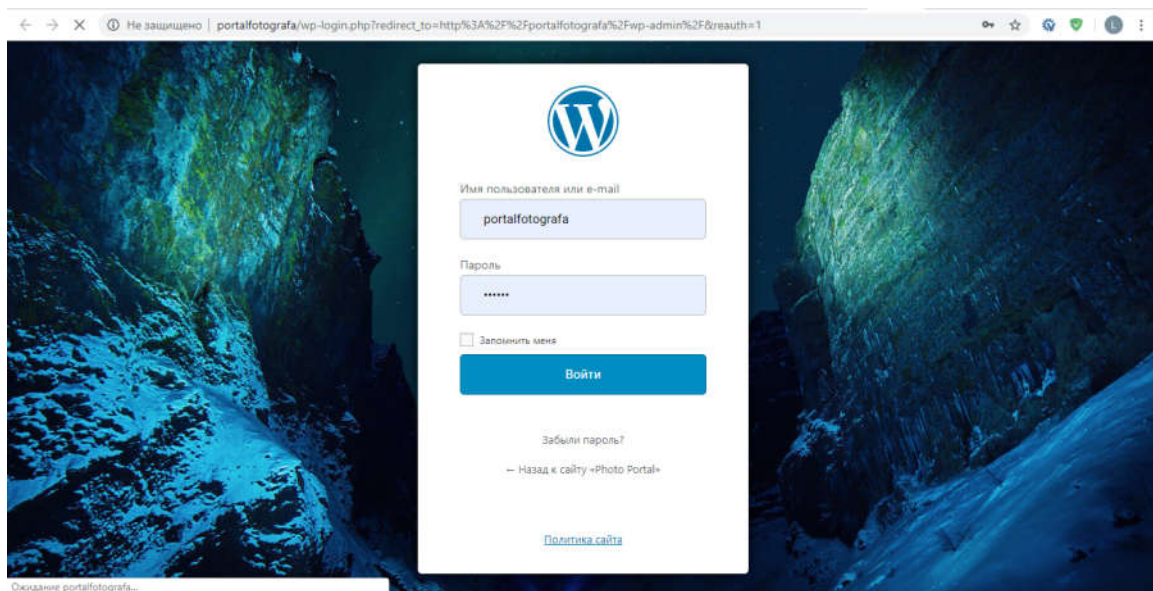 Не защищено | portalfotografa/wp-login.php?redirect_to=http%3A%2F%2Fportalfotografa%2Fwp-admin%2F&reauth=1
L
Имя пользователя или e-mail
portalfotografa
Пароль
••••••
Запомнить меня
Войти
Забыли пароль?
← Назад к сайту «Photo Portal»
Политика сайта
Ожидание portalfotografa...